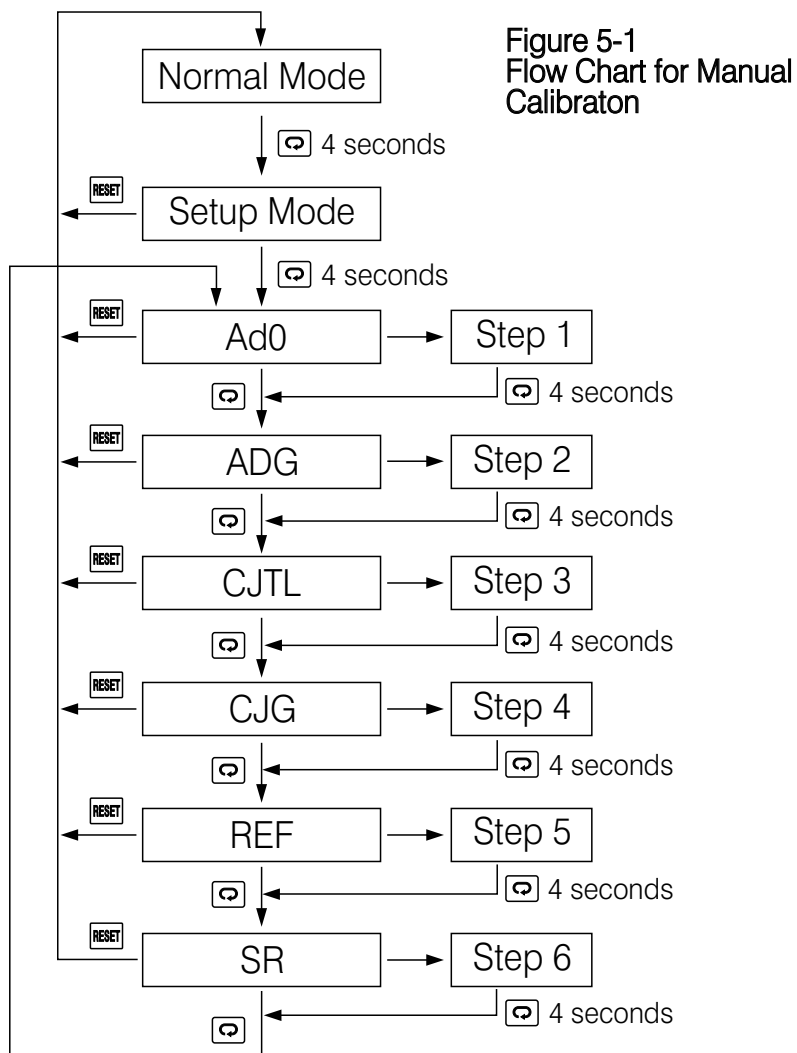 Figure 5-1
Flow Chart for Manual
Calibraton
Normal Mode
4 seconds
RESET
Setup Mode
4 seconds
RESET
Ad0
Step 1
4 seconds
RESET
ADG
Step 2
4 seconds
RESET
CJTL
Step 3
4 seconds
RESET
CJG
Step 4
4 seconds
RESET
REF
Step 5
4 seconds
RESET
SR
Step 6
4 seconds